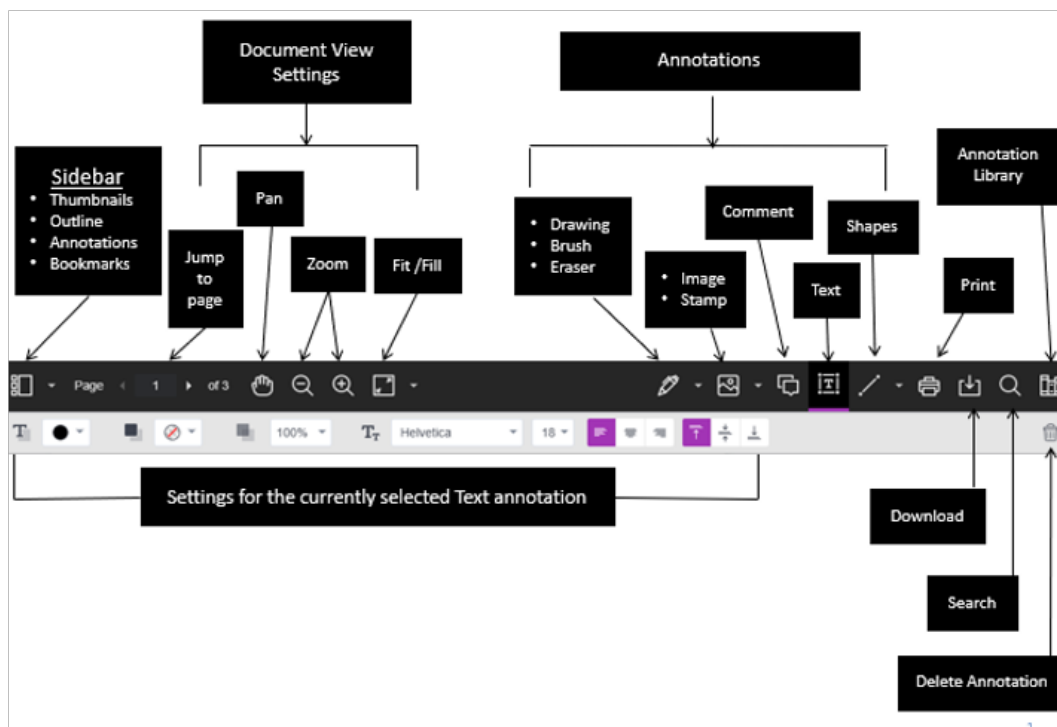 Document View
Settings
Annotations
Sidebar
• Thumbnails
• Outline
• Annotations
• Bookmarks
Jump
to
page
Pan
Zoom
Fit /Fill
• Drawing
• Brush
• Eraser
• Image
• Stamp
Comment
Text
Shapes
Print
Annotation
Library
Page 1 of 3
100% Helvetica 18
Settings for the currently selected Text annotation
Download
Search
Delete Annotation
1